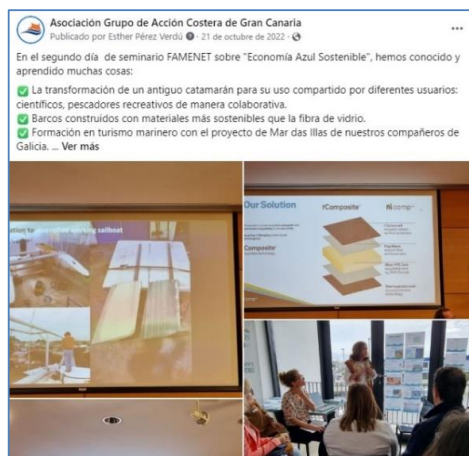 Asociación Grupo de Acción Costera de Gran Canaria
Publicado por Esther Pérez Verdú · 21 de octubre de 2022 ·
En el segundo día de seminario FAMENET sobre "Economía Azul Sostenible", hemos conocido y
aprendido muchas cosas:
✅ La transformación de un antiguo catamarán para su uso compartido por diferentes usuarios:
científicos, pescadores recreativos de manera colaborativa.
✅ Barcos construidos con materiales más sostenibles que la fibra de vidrio.
✅ Formación en turismo marinero con el proyecto de Mar das Illas de nuestros compañeros de
Galicia. ... Ver más
working sailboat
Our Solution
rComposite